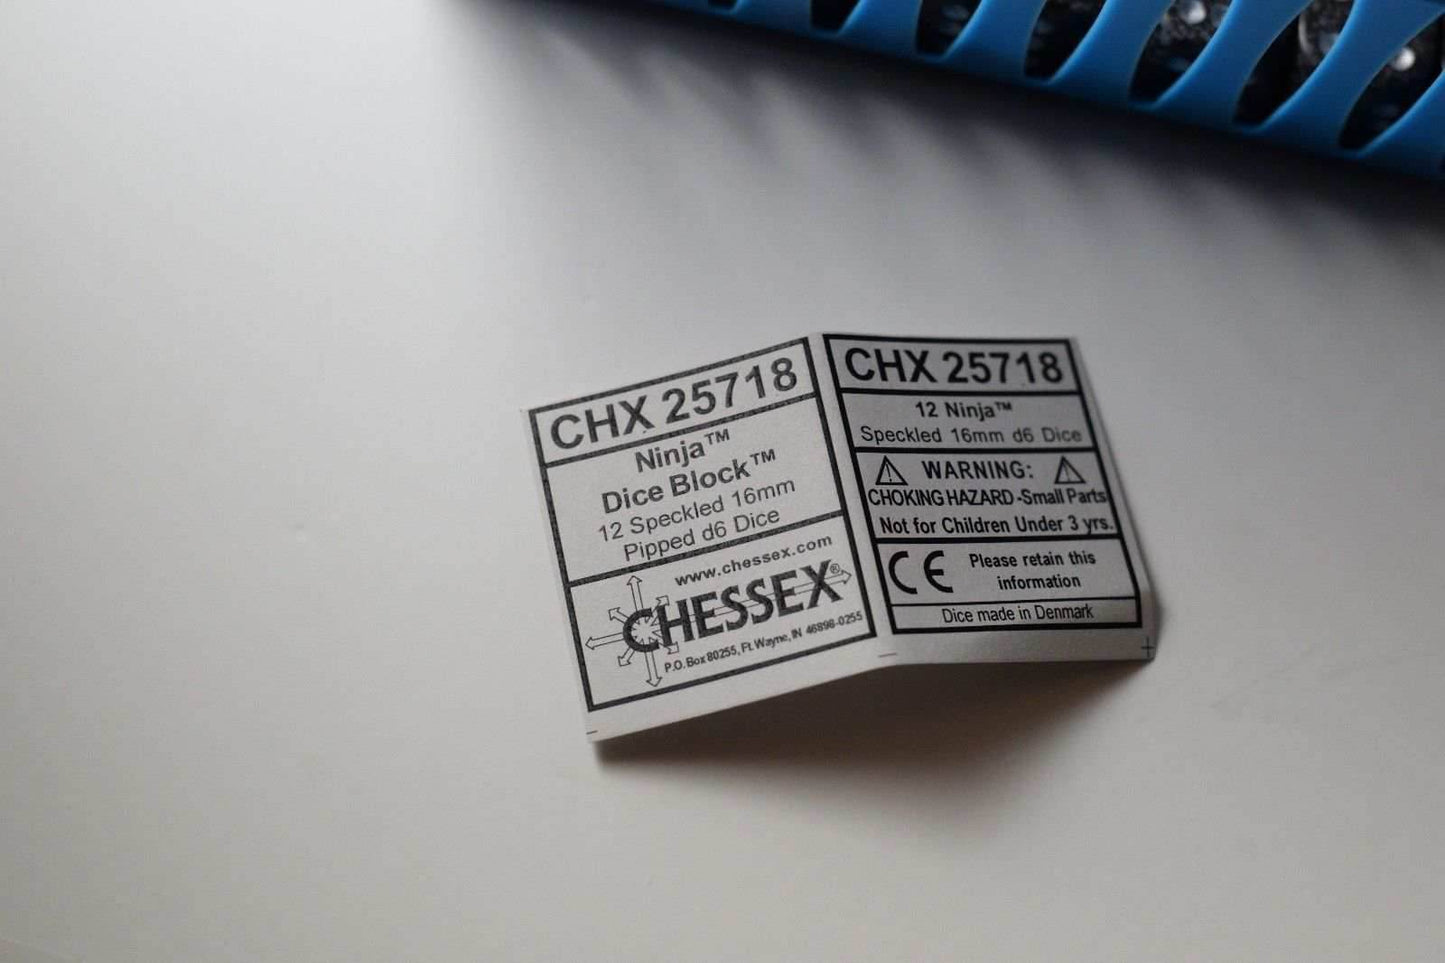 CHX 25718
Ninja™
Dice Block™
12 Speckled 16mm
Pipped d6 Dice
www.chessex.com
CHESSEX®
P.O. Box 80255, Ft. Wayne, IN 46898-0255
CHX 25718
12 Ninja™
Speckled 16mm d6 Dice
WARNING:
CHOKING HAZARD -Small Parts
Not for Children Under 3 yrs.
CE
Please retain this
information
Dice made in Denmark